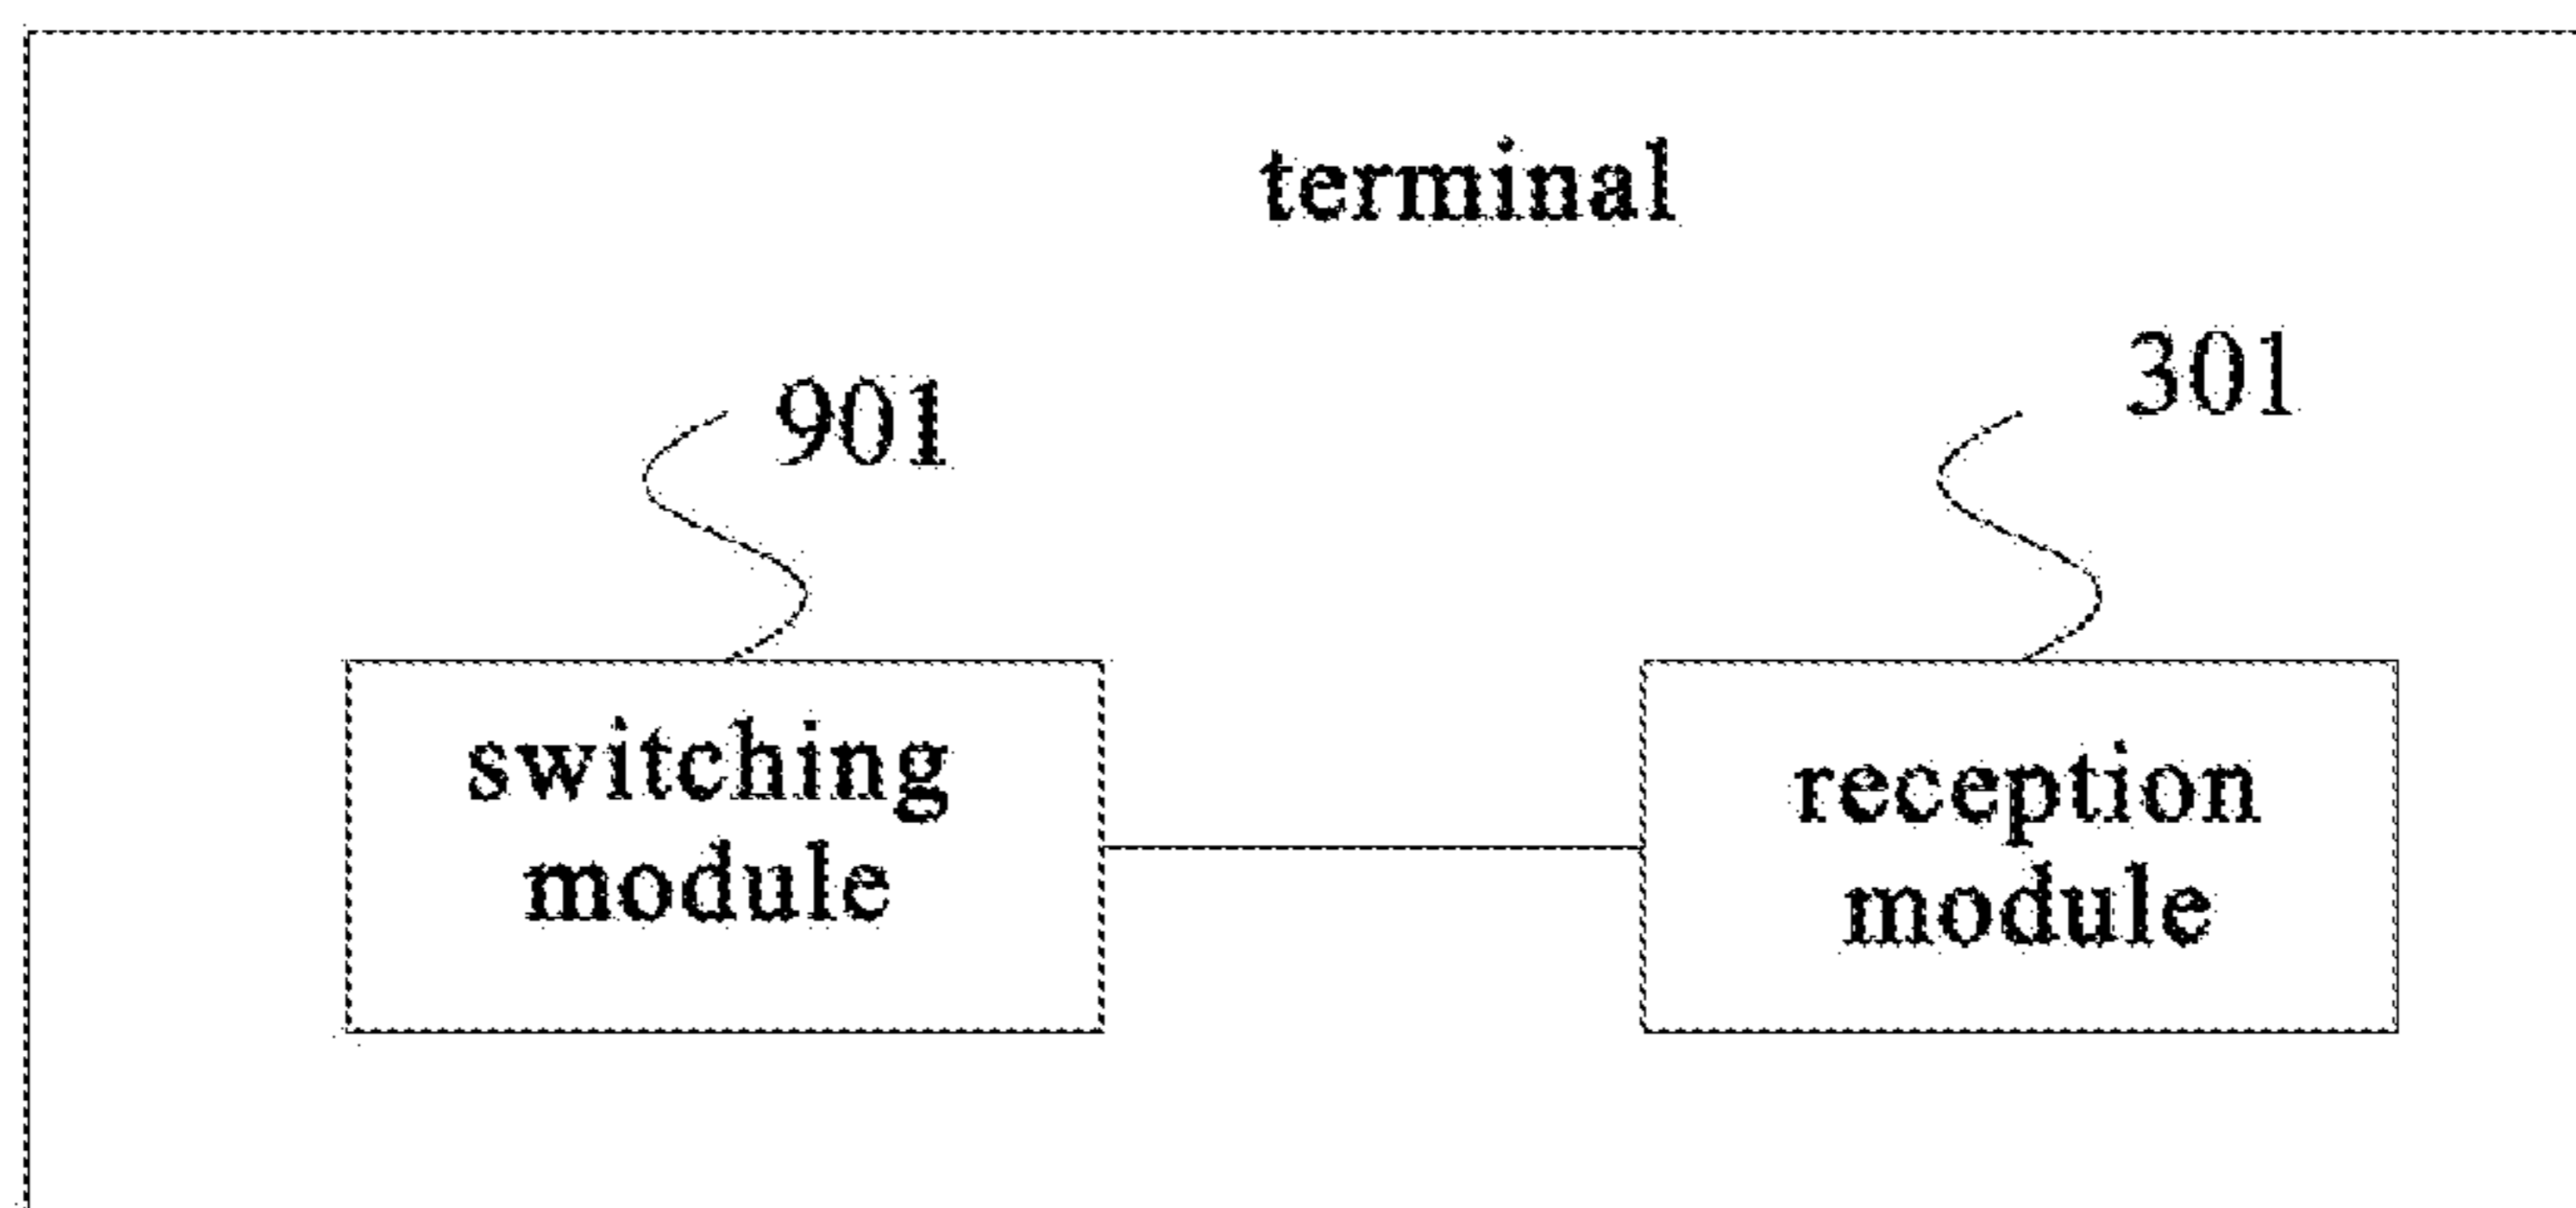 terminal
901
301
switching
module
reception
module